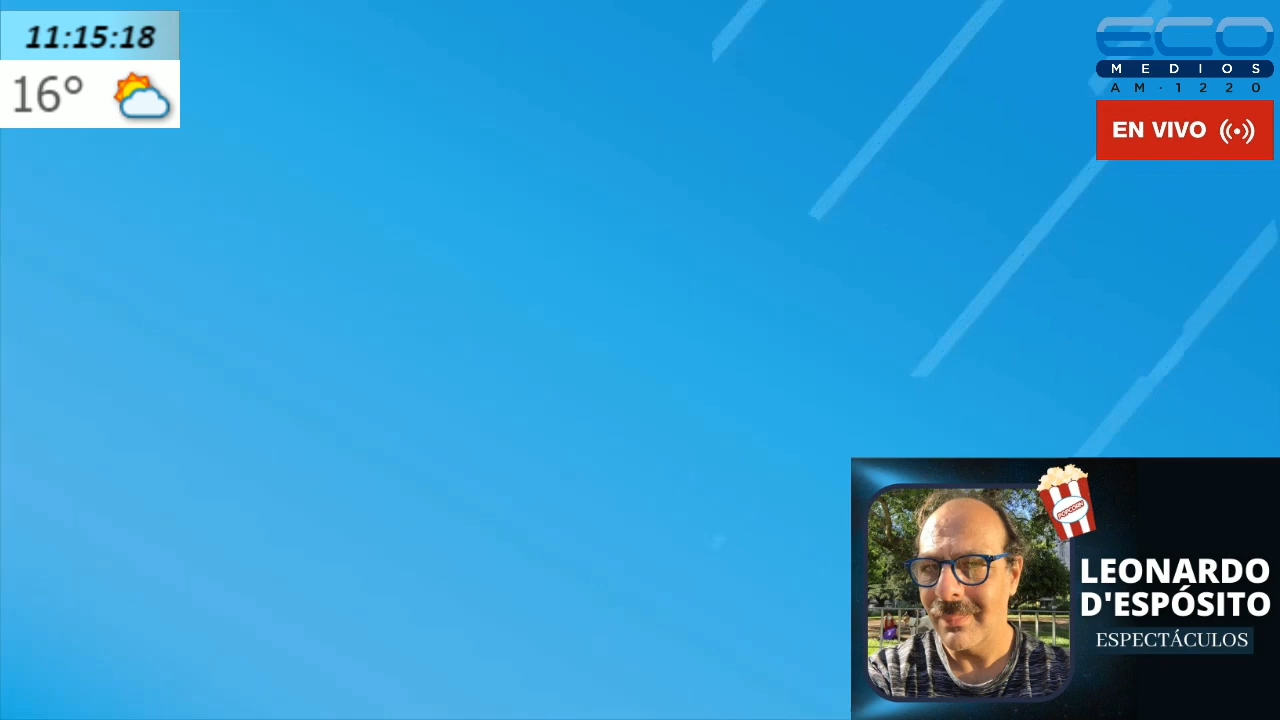 11:15:18
16°
ECO
MEDIOS
AM·1220
EN VIVO
POPCORN
LEONARDO
D'ESPÓSITO
ESPECTÁCULOS